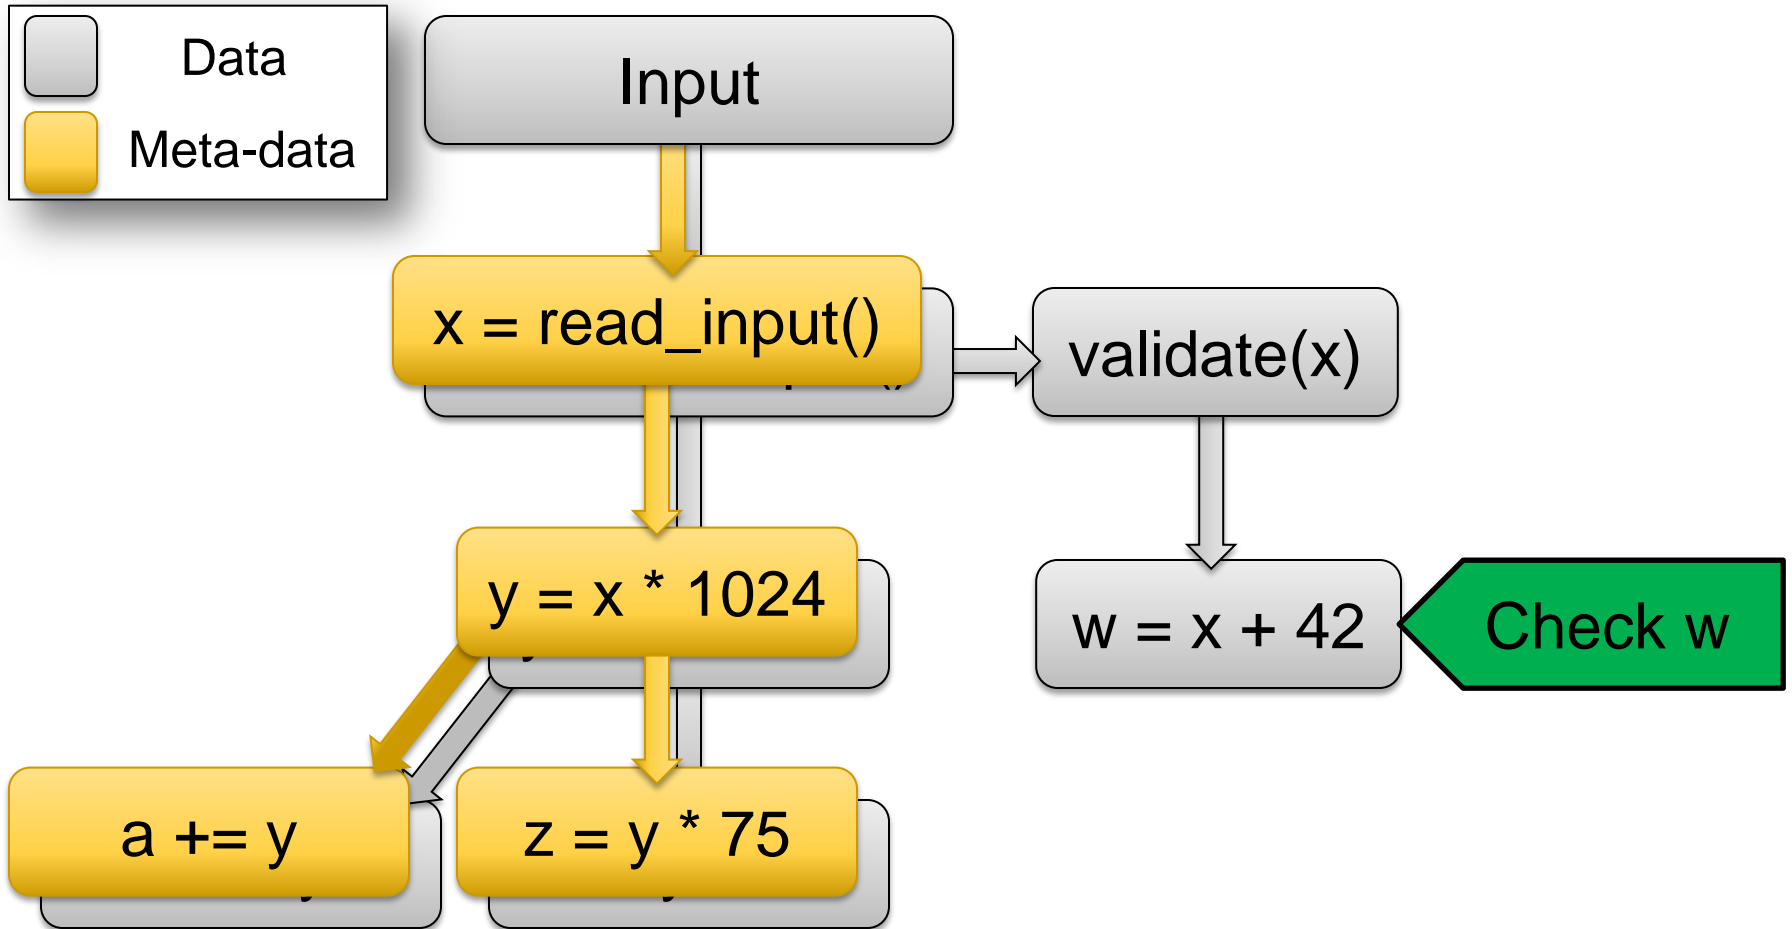 Data
Meta-data
Input
x = read_input()
validate(x)
y = x * 1024
w = x + 42
Check w
a += y
z = y * 75